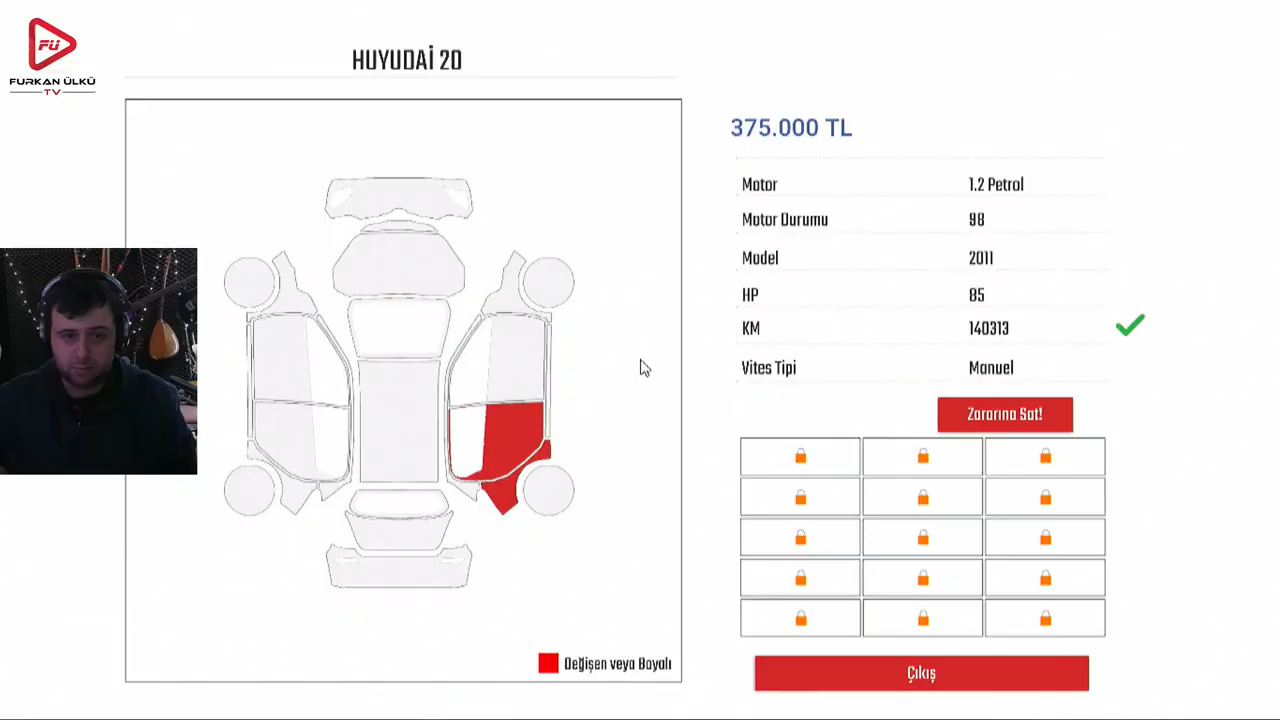 FU
FURKAN ÜLKÜ
TV
HUYUDAİ 20
375.000 TL
Motor 1.2 Petrol
Motor Durumu 98
Model 2011
HP 85
KM 140313
Vites Tipi Manuel
Zararına Sat!
Değişen veya Boyalı
Çıkış